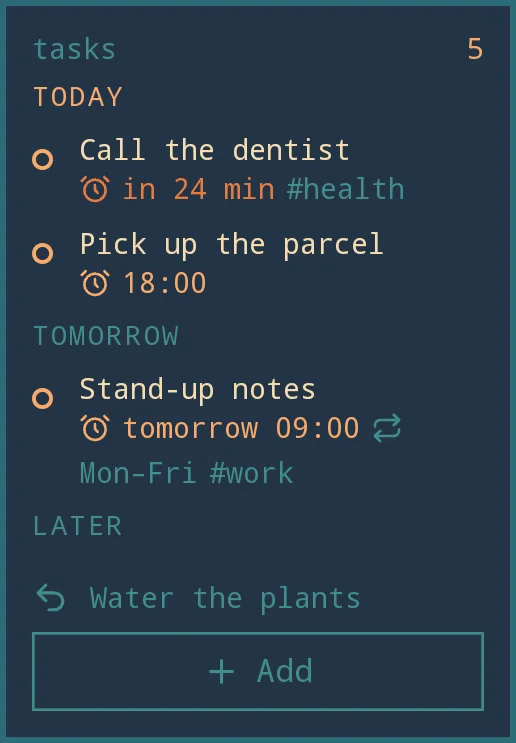 tasks 5
TODAY
Call the dentist
in 24 min #health
Pick up the parcel
18:00
TOMORROW
Stand-up notes
tomorrow 09:00
Mon–Fri #work
LATER
Water the plants
+ Add